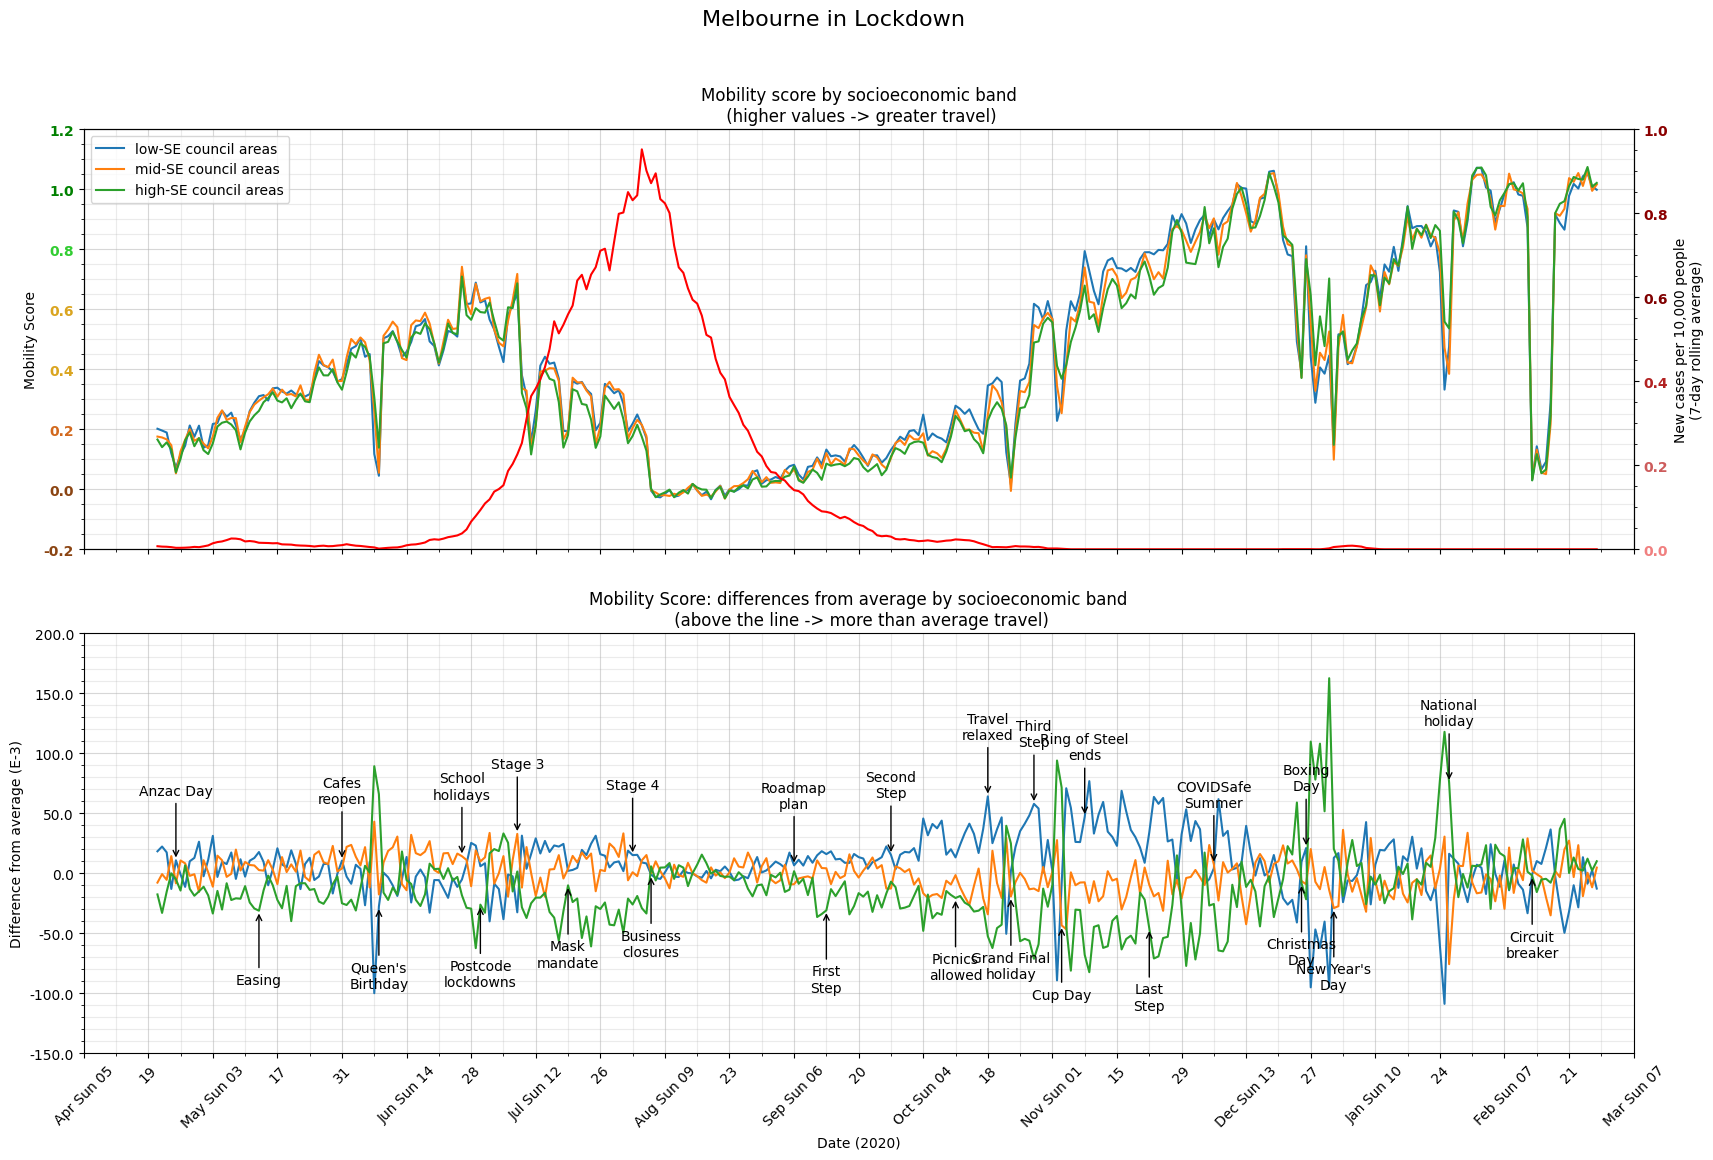 Melbourne in Lockdown
Mobility score by socioeconomic band
(higher values -> greater travel)
low-SE council areas
mid-SE council areas
high-SE council areas
1.2
1.0
0.8
0.6
0.4
0.2
0.0
-0.2
Mobility Score
1.0
0.8
0.6
0.4
0.2
0.0
New cases per 10,000 people
(7-day rolling average)
Mobility Score: differences from average by socioeconomic band
(above the line -> more than average travel)
200.0
150.0
100.0
50.0
0.0
-50.0
-100.0
-150.0
Difference from average (E-3)
Anzac Day
Easing
Cafes
reopen
Queen's
Birthday
School
holidays
Postcode
lockdowns
Stage 3
Mask
mandate
Stage 4
Business
closures
Roadmap
plan
First
Step
Second
Step
Picnics
allowed
Travel
relaxed
Grand Final
holiday
Third
Step
Cup Day
Ring of Steel
ends
Last
Step
COVIDSafe
Summer
Christmas
Day
Boxing
Day
New Year's
Day
National
holiday
Circuit
breaker
Apr Sun 05
19
May Sun 03
17
31
Jun Sun 14
28
Jul Sun 12
26
Aug Sun 09
23
Sep Sun 06
20
Oct Sun 04
18
Nov Sun 01
15
29
Dec Sun 13
27
Jan Sun 10
24
Feb Sun 07
21
Mar Sun 07
Date (2020)